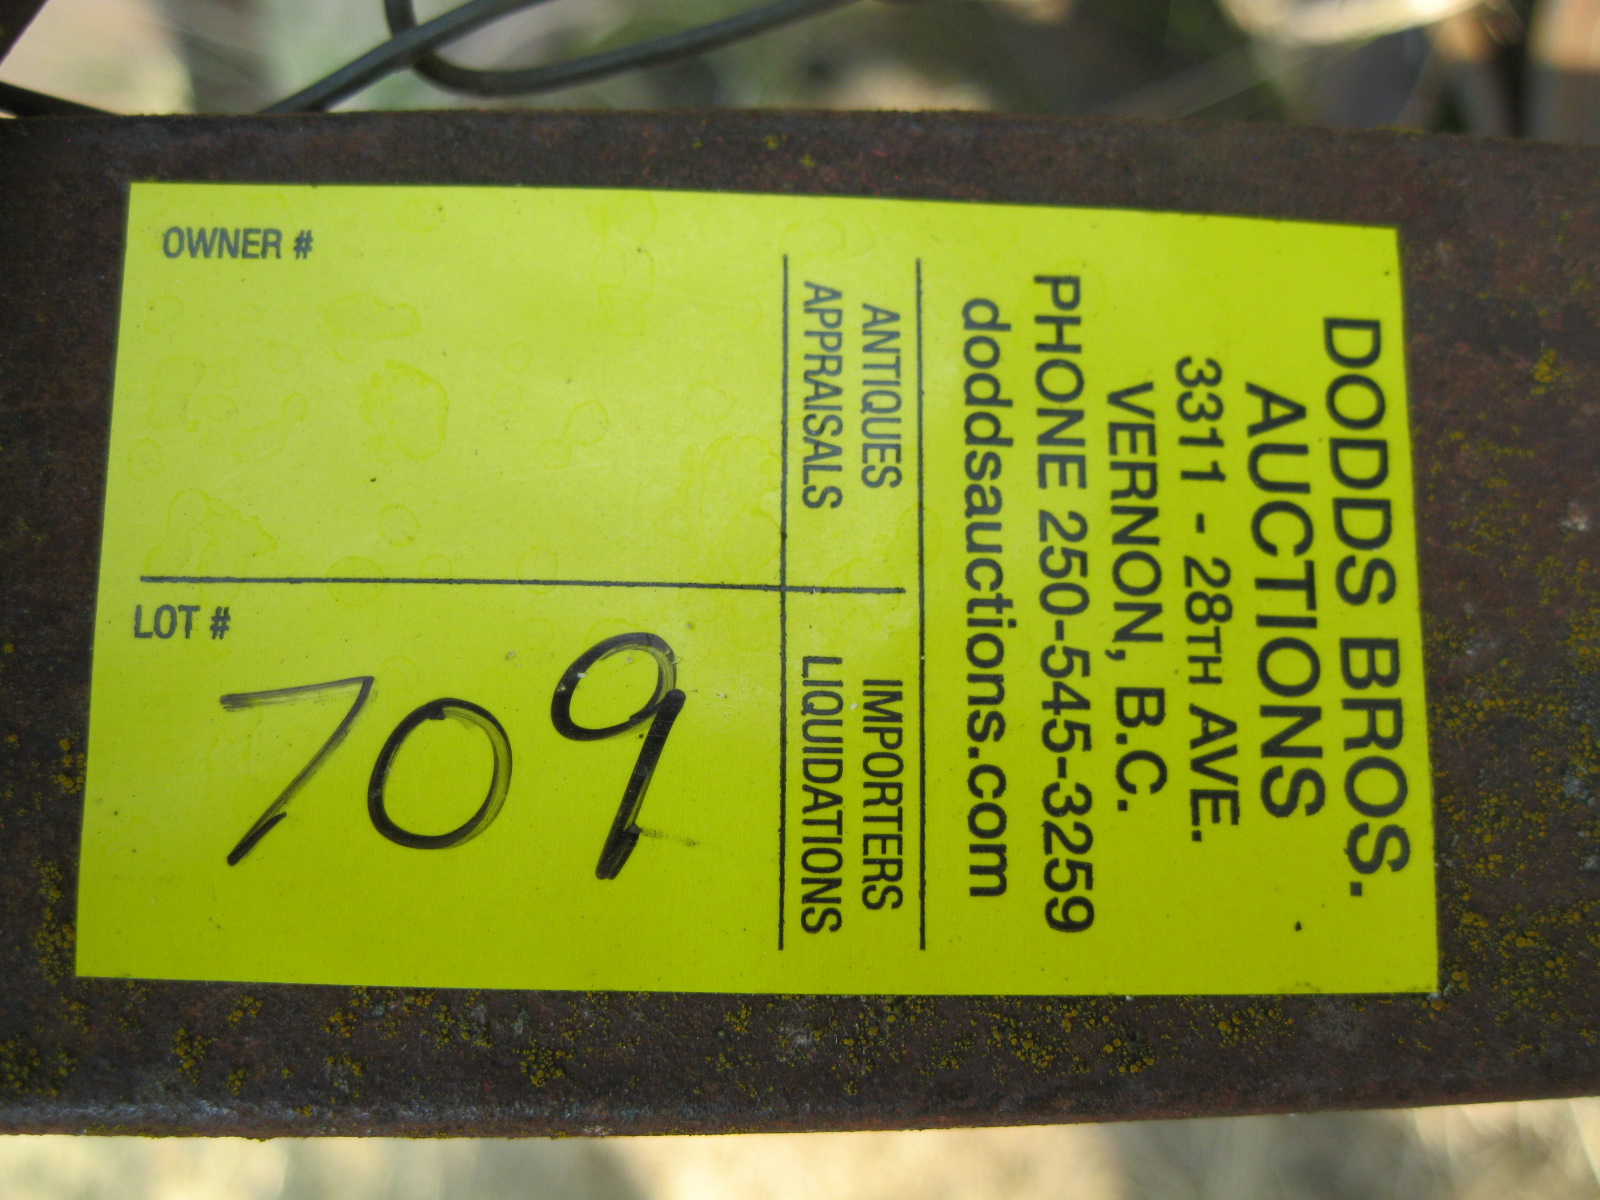 DODDS BROS.
AUCTIONS
3311 - 28TH AVE.
VERNON, B.C.
PHONE 250-545-3259
doddsauctions.com
ANTIQUES IMPORTERS
APPRAISALS LIQUIDATIONS
OWNER #
LOT #
709